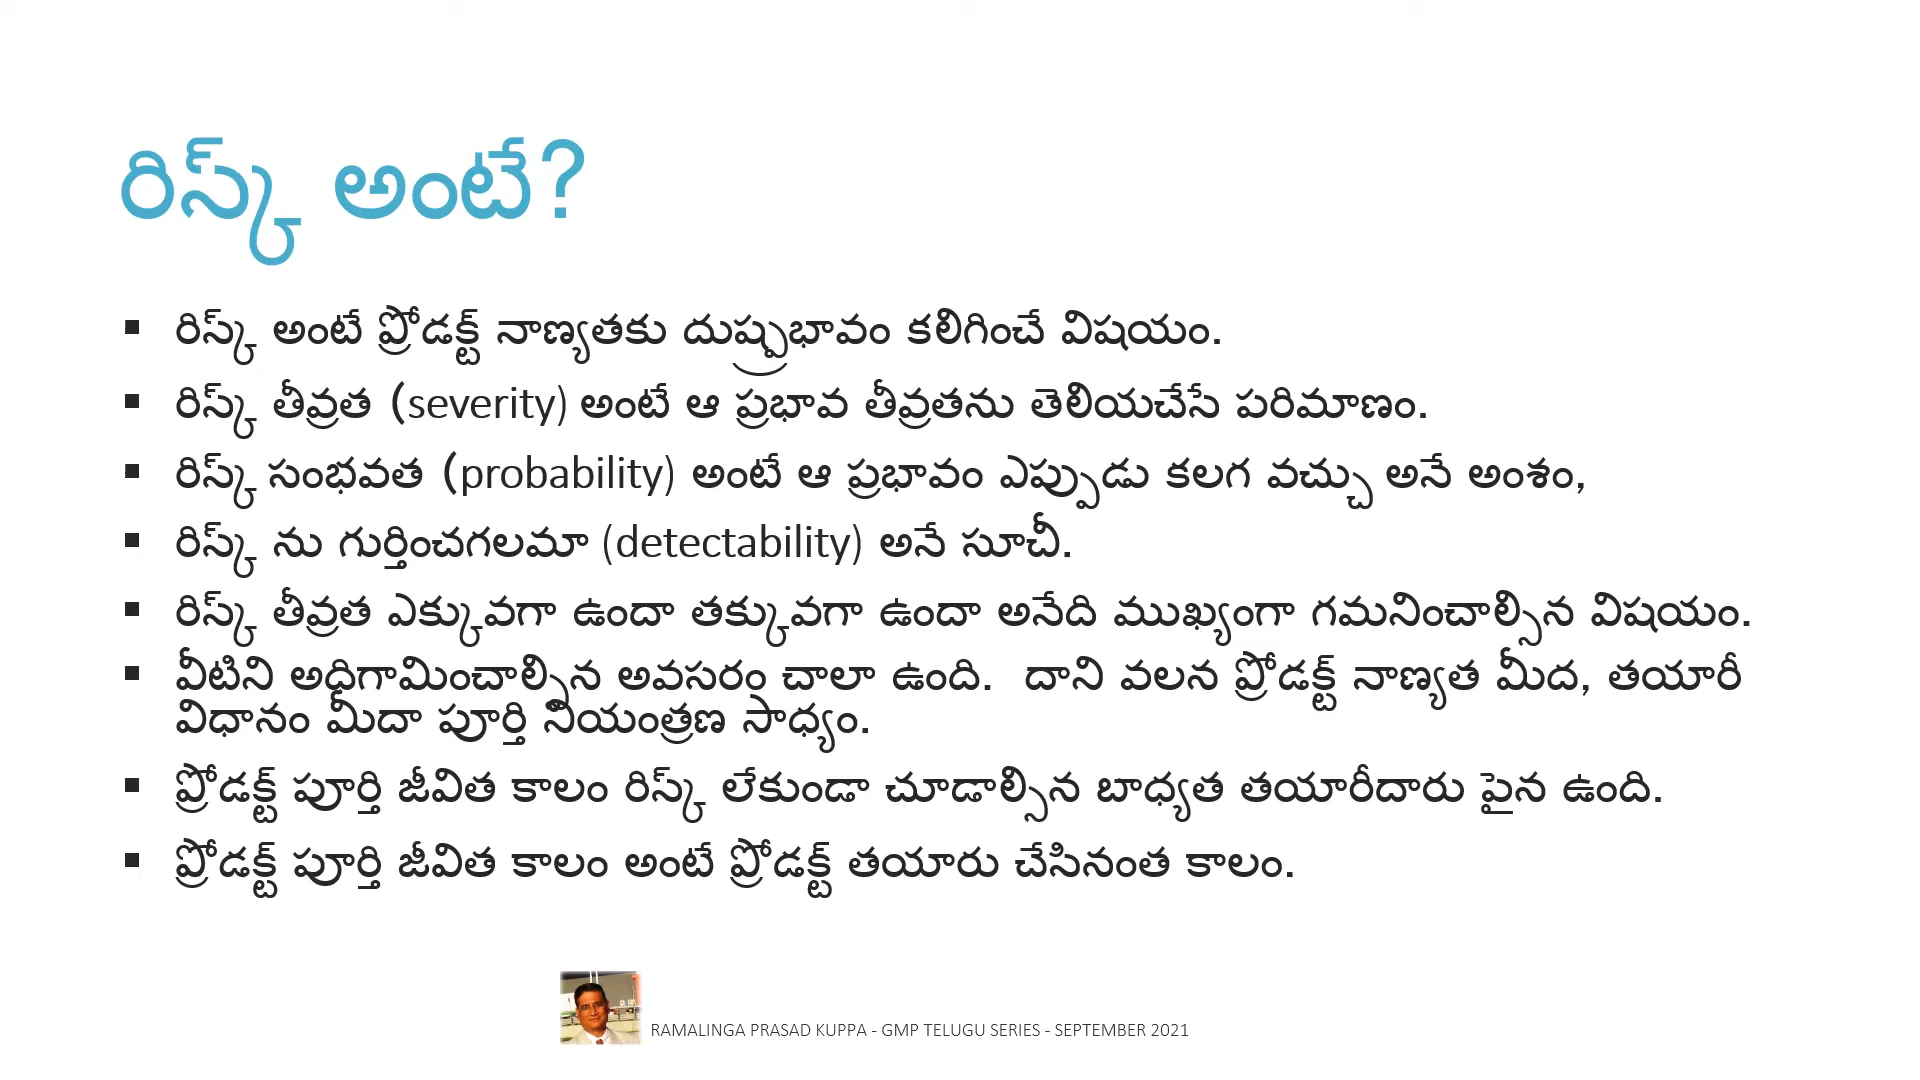 రిస్క్ అంటే?
▪ రిస్క్ అంటే ప్రోడక్ట్ నాణ్యతకు దుష్ప్రభావం కలిగించే విషయం.
▪ రిస్క్ తీవ్రత (severity) అంటే ఆ ప్రభావ తీవ్రతను తెలియచేసే పరిమాణం.
▪ రిస్క్ సంభవత (probability) అంటే ఆ ప్రభావం ఎప్పుడు కలగ వచ్చు అనే అంశం,
▪ రిస్క్ ను గుర్తించగలమా (detectability) అనే సూచీ.
▪ రిస్క్ తీవ్రత ఎక్కువగా ఉందా తక్కువగా ఉందా అనేది ముఖ్యంగా గమనించాల్సిన విషయం.
▪ వీటిని అధిగామించాల్సిన అవసరం చాలా ఉంది. దాని వలన ప్రోడక్ట్ నాణ్యత మీద, తయారీ
విధానం మీదా పూర్తి నియంత్రణ సాధ్యం.
▪ ప్రోడక్ట్ పూర్తి జీవిత కాలం రిస్క్ లేకుండా చూడాల్సిన బాధ్యత తయారీదారు పైన ఉంది.
▪ ప్రోడక్ట్ పూర్తి జీవిత కాలం అంటే ప్రోడక్ట్ తయారు చేసినంత కాలం.
RAMALINGA PRASAD KUPPA - GMP TELUGU SERIES - SEPTEMBER 2021